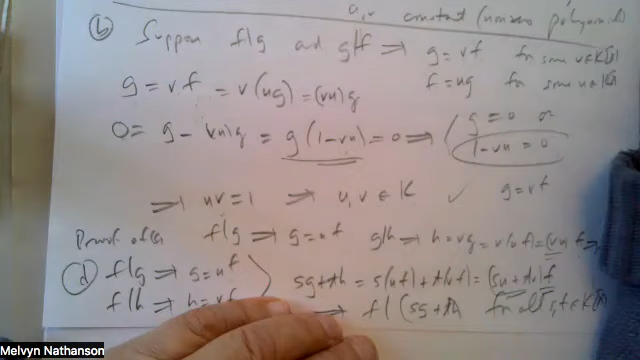 u, v constant (nonzero polynomials)
(b) Suppose f|g and g|f ⇒ g = vf for some v∈K[x]
g = vf = v(ug) = (vu)g f = ug for some u∈K[x]
0 = g − (vu)g = g(1−vu) = 0 ⇒ g = 0 or
1−vu = 0
⇒ uv = 1 ⇒ u, v ∈ K ✓ g = vf
Proof of (c) f|g ⇒ g = uf g|h ⇒ h = vg = v(uf) = (vu)f ⇒
(d) f|g ⇒ g = uf sg+th = s(uf)+t(vf) = (su+tv)f
f|h ⇒ h = vf ⇒ f|(sg+th for all s,t∈K[x]
Melvyn Nathanson